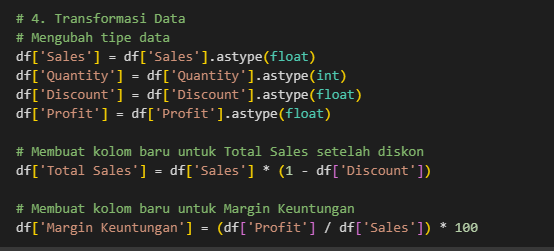 # 4. Transformasi Data
# Mengubah tipe data
df['Sales'] = df['Sales'].astype(float)
df['Quantity'] = df['Quantity'].astype(int)
df['Discount'] = df['Discount'].astype(float)
df['Profit'] = df['Profit'].astype(float)
# Membuat kolom baru untuk Total Sales setelah diskon
df['Total Sales'] = df['Sales'] * (1 - df['Discount'])
# Membuat kolom baru untuk Margin Keuntungan
df['Margin Keuntungan'] = (df['Profit'] / df['Sales']) * 100